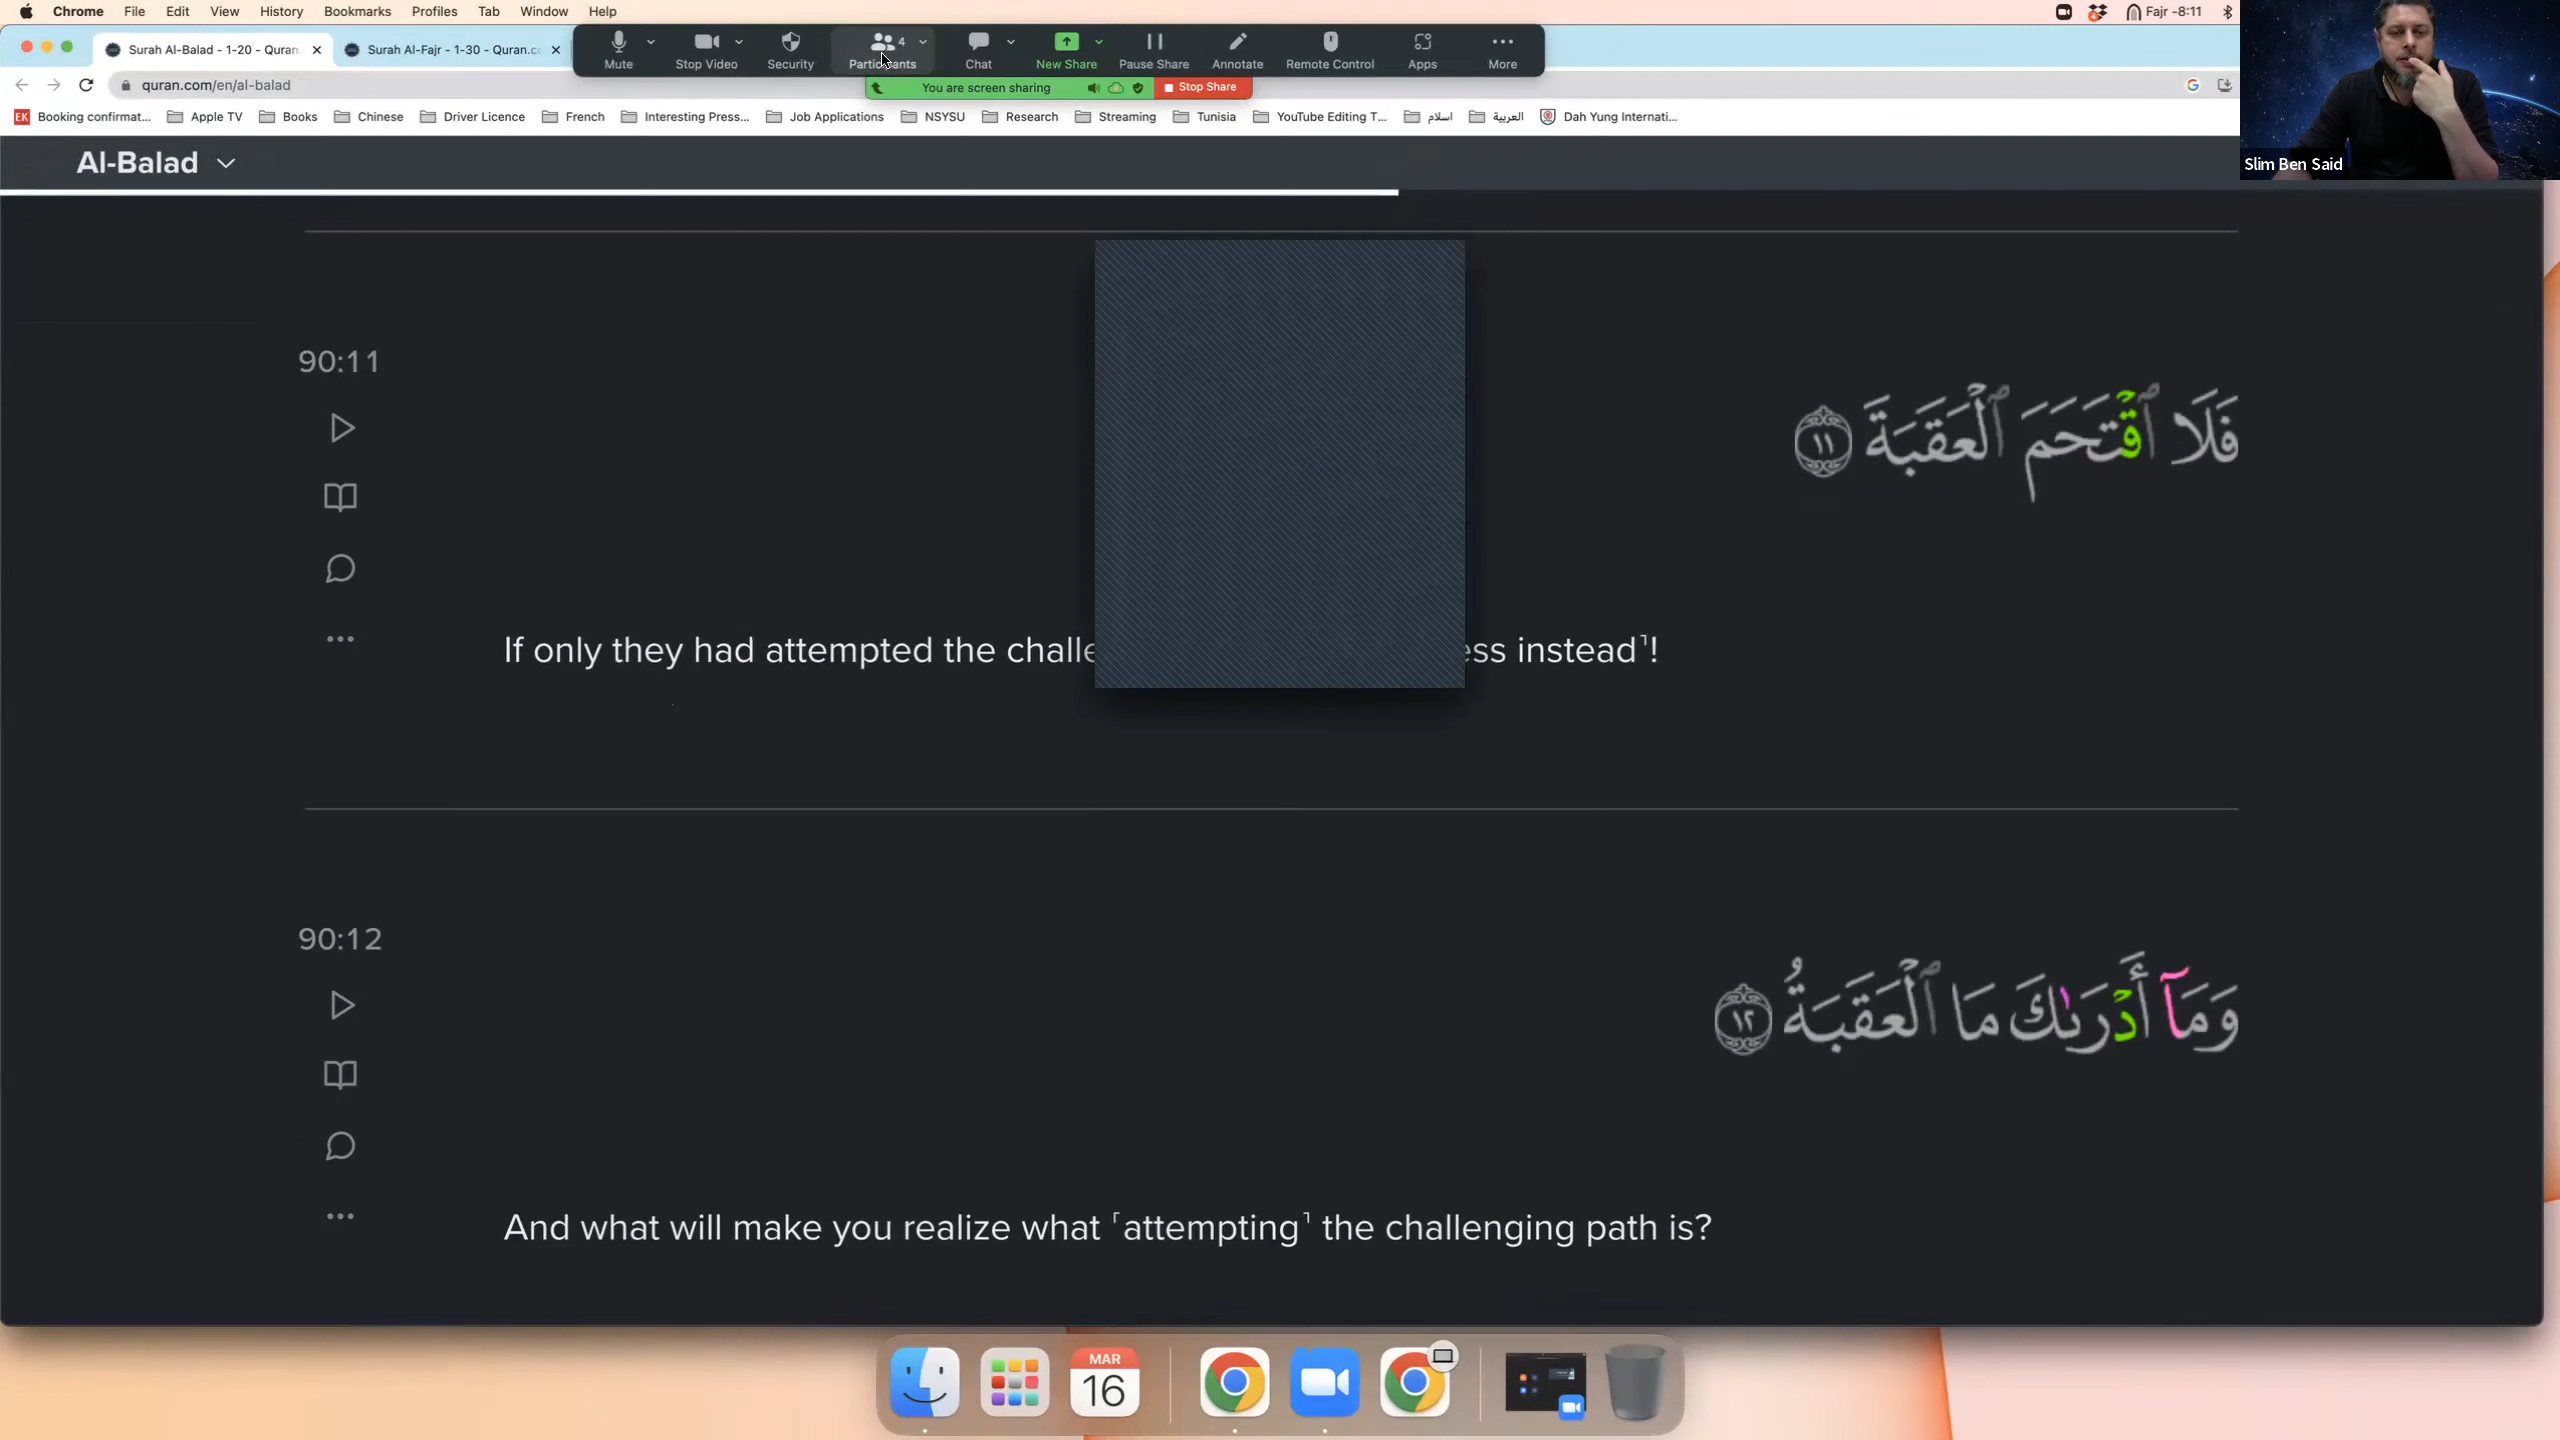 Chrome File Edit View History Bookmarks Profiles Tab Window Help
Fajr -8:11
Surah Al-Balad - 1-20 - Quran
Surah Al-Fajr - 1-30 - Quran.c
4
Mute Stop Video Security Participants Chat New Share Pause Share Annotate Remote Control Apps More
quran.com/en/al-balad
You are screen sharing
Stop Share
EK Booking confirmat... Apple TV Books Chinese Driver Licence French Interesting Press... Job Applications NSYSU Research Streaming Tunisia YouTube Editing T... اسلام العربية Dah Yung Internati...
Slim Ben Said
Al-Balad
90:11
فَلَا ٱقْتَحَمَ ٱلْعَقَبَةَ ١١
If only they had attempted the challe ess instead˺!
90:12
وَمَآ أَدْرَىٰكَ مَا ٱلْعَقَبَةُ ١٢
And what will make you realize what ˹attempting˺ the challenging path is?
MAR
16